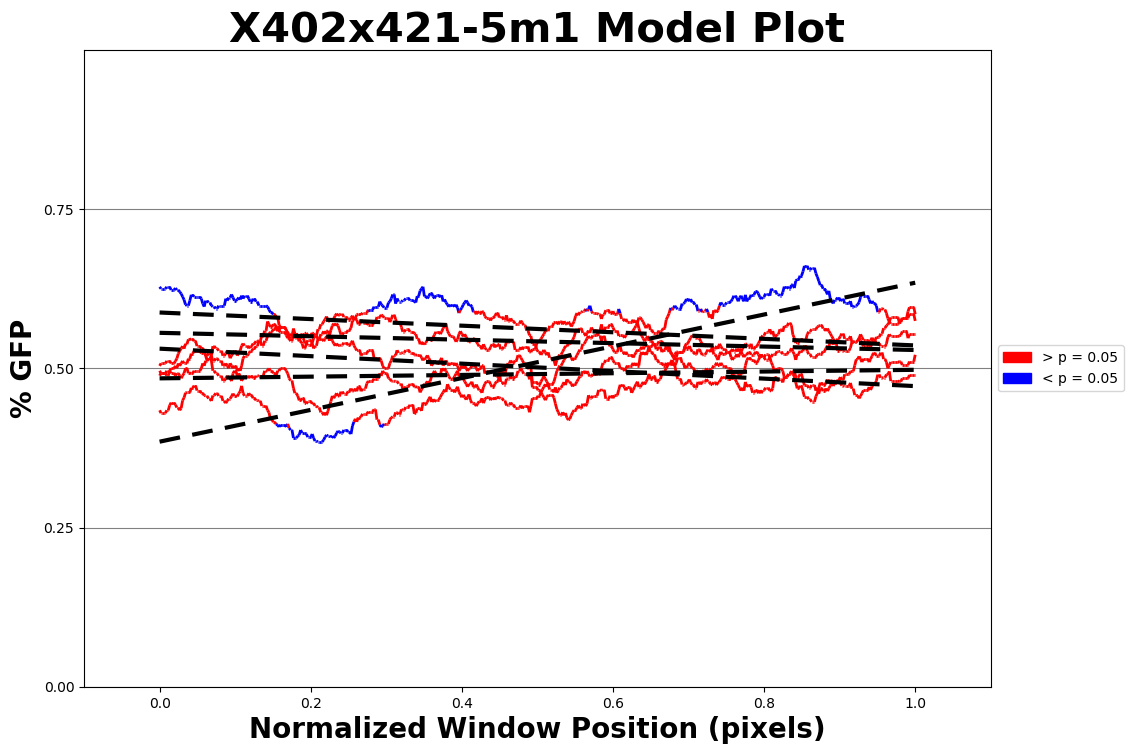 X402x421-5m1 Model Plot
% GFP
0.75
0.50
0.25
0.00
0.0 0.2 0.4 0.6 0.8 1.0
Normalized Window Position (pixels)
> p = 0.05
< p = 0.05